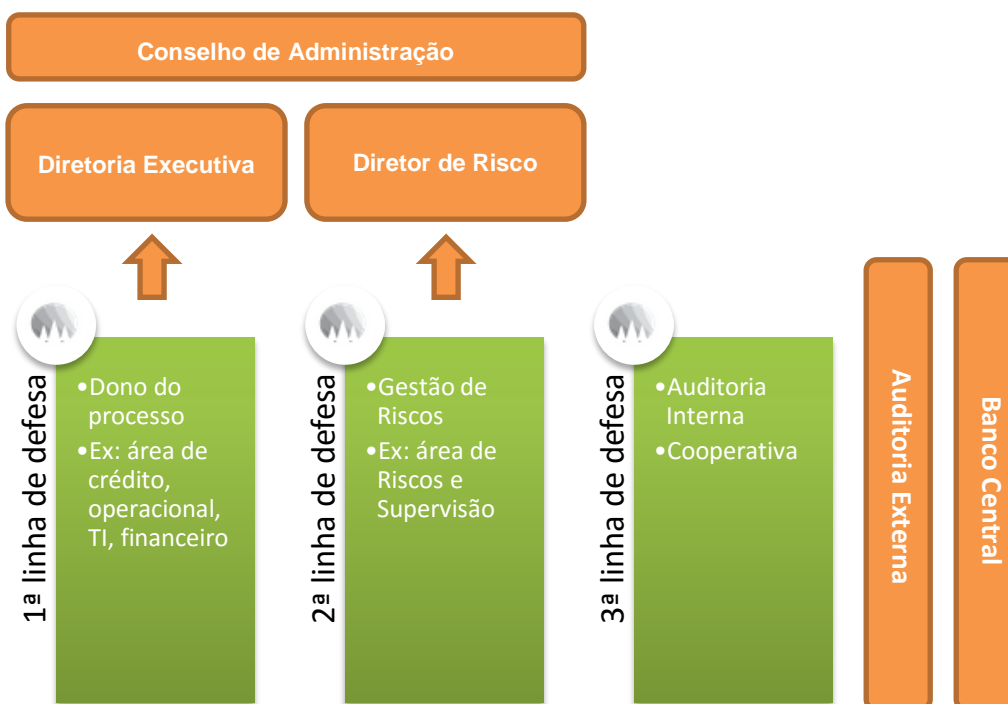 Conselho de Administração
Diretoria Executiva
Diretor de Risco
1ª linha de defesa
•Dono do
processo
•Ex: área de
crédito,
operacional,
TI, financeiro
2ª linha de defesa
•Gestão de
Riscos
•Ex: área de
Riscos e
Supervisão
3ª linha de defesa
•Auditoria
Interna
•Cooperativa
Auditoria Externa
Banco Central